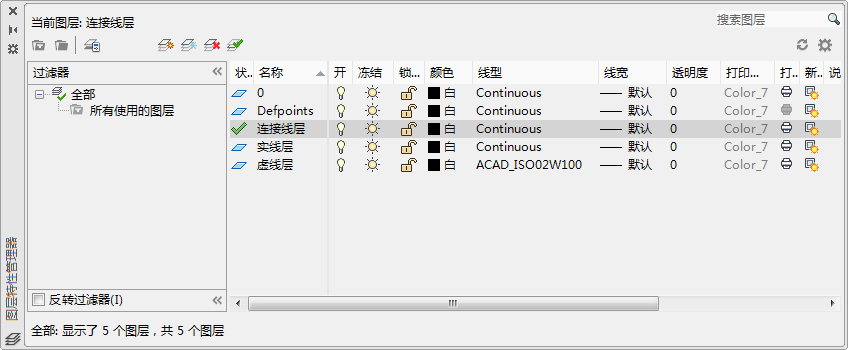 当前图层: 连接线层
搜索图层
过滤器
全部
所有使用的图层
反转过滤器(I)
状.. 名称 开 冻结 锁... 颜色 线型 线宽 透明度 打印... 打.. 新.. 说
0 白 Continuous 默认 0 Color_7
Defpoints 白 Continuous 默认 0 Color_7
连接线层 白 Continuous 默认 0 Color_7
实线层 白 Continuous 默认 0 Color_7
虚线层 白 ACAD_ISO02W100 默认 0 Color_7
全部: 显示了 5 个图层，共 5 个图层
图层特性管理器